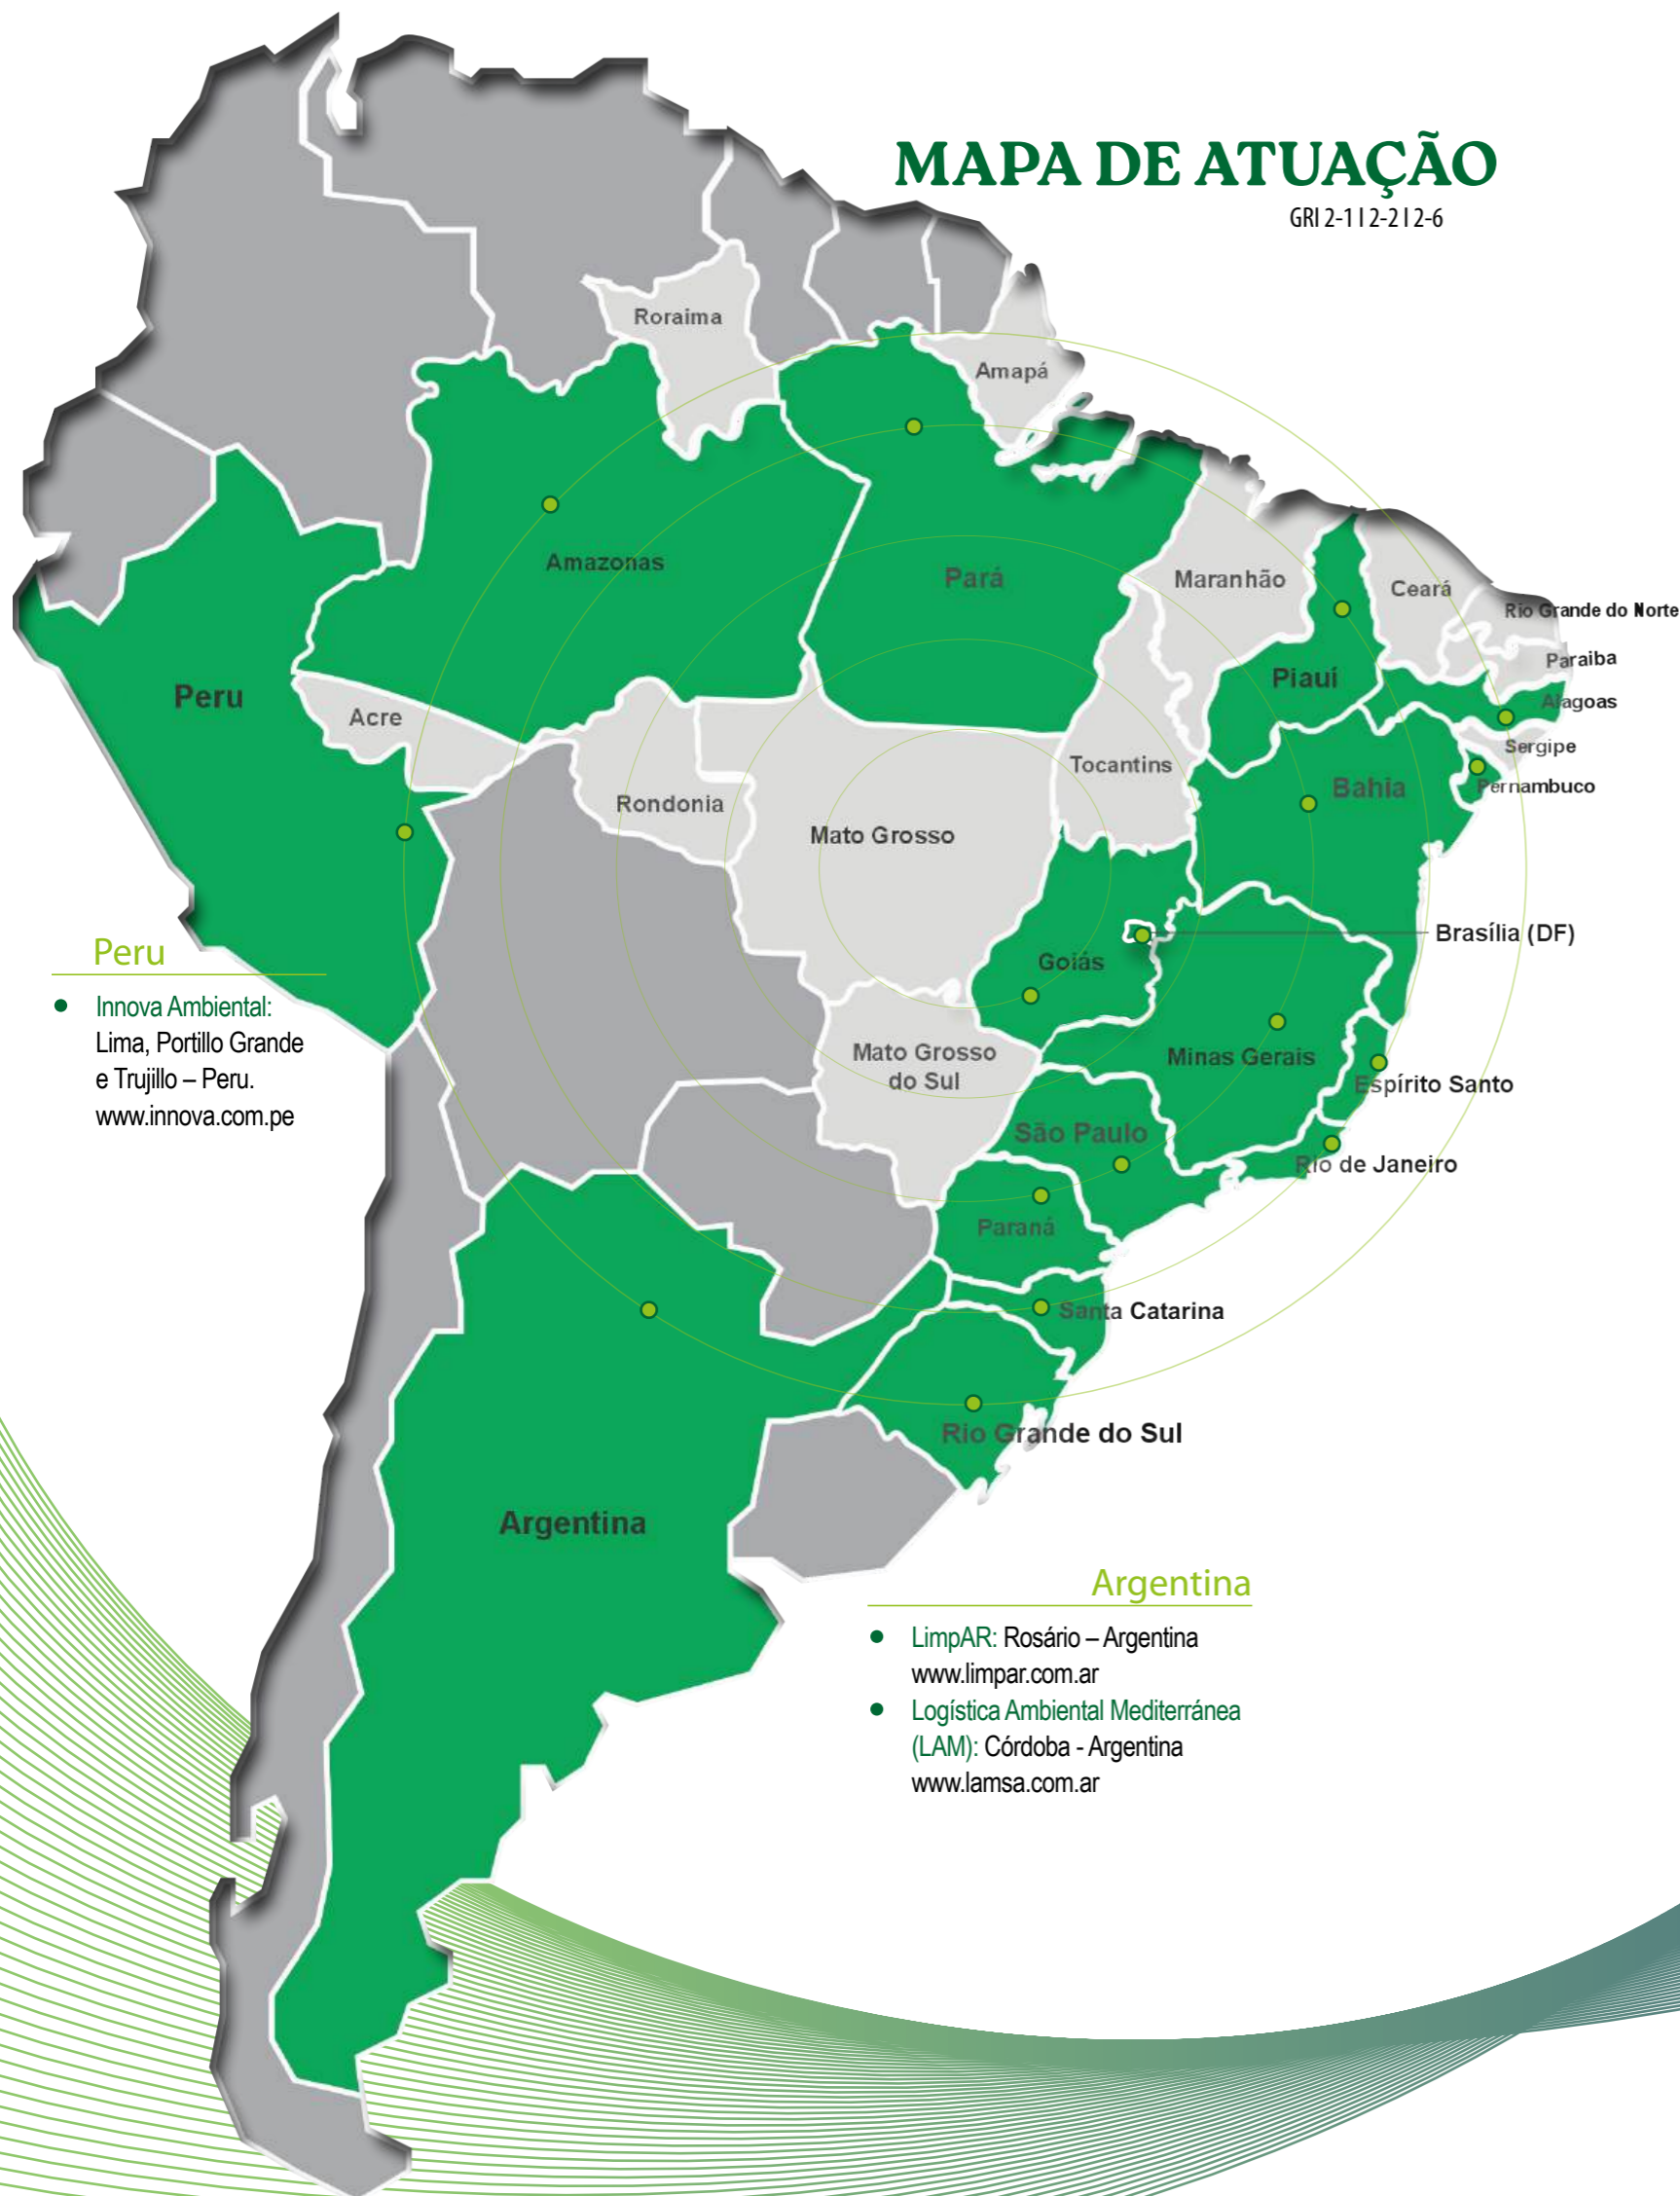 MAPA DE ATUAÇÃO
GRI 2-1 I 2-2 I 2-6
Roraima
Amapá
Amazonas
Pará
Maranhão
Ceará
Rio Grande do Norte
Paraiba
Piauí
Alagoas
Peru
Acre
Sergipe
Tocantins
Bahia
Pernambuco
Rondonia
Mato Grosso
Brasília (DF)
Goiás
Peru
Innova Ambiental:
Lima, Portillo Grande
e Trujillo – Peru.
www.innova.com.pe
Mato Grosso
do Sul
Minas Gerais
Espírito Santo
São Paulo
Rio de Janeiro
Paraná
Santa Catarina
Rio Grande do Sul
Argentina
Argentina
LimpAR: Rosário – Argentina
www.limpar.com.ar
Logística Ambiental Mediterránea
(LAM): Córdoba - Argentina
www.lamsa.com.ar